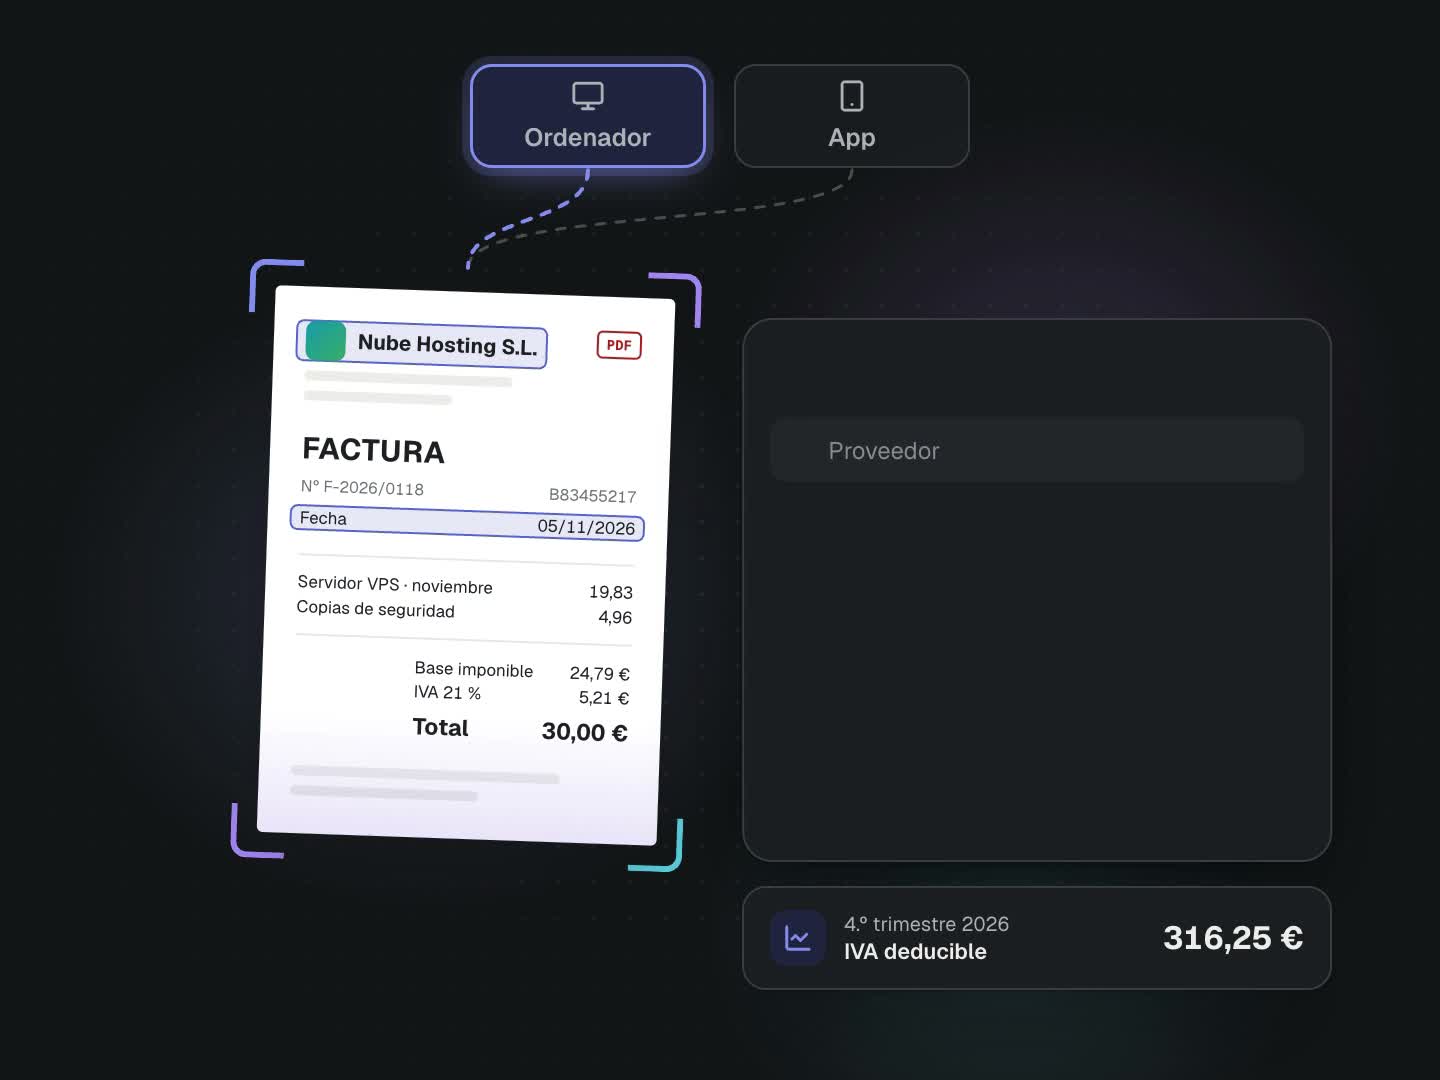 Ordenador
App
Nube Hosting S.L.
PDF
FACTURA
N° F-2026/0118
B83455217
Fecha
05/11/2026
Servidor VPS · noviembre
19,83
Copias de seguridad
4,96
Base imponible
24,79 €
IVA 21 %
5,21 €
Total
30,00 €
Proveedor
4.º trimestre 2026
IVA deducible
316,25 €